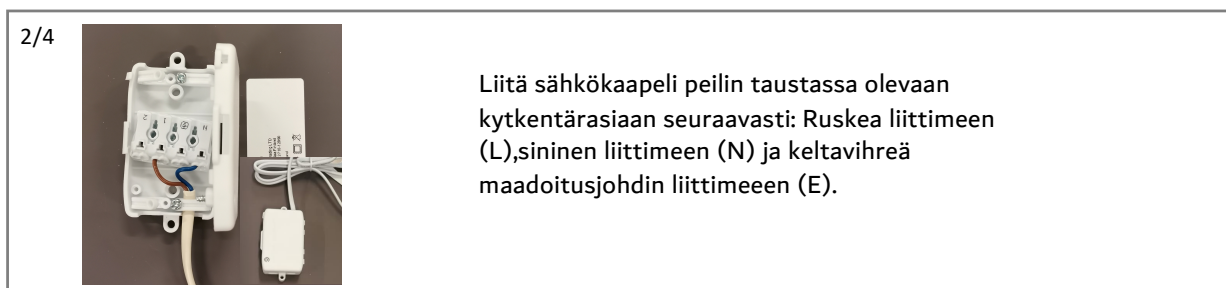 2/4
Liitä sähkökaapeli peilin taustassa olevaan
kytkentärasiaan seuraavasti: Ruskea liittimeen
(L),sininen liittimeen (N) ja keltavihreä
maadoitusjohdin liittimeeen (E).